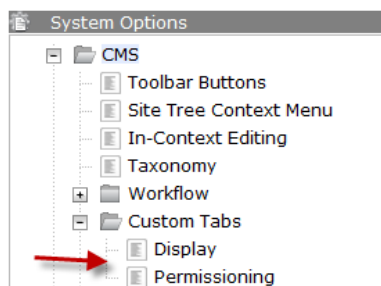 System Options
CMS
Toolbar Buttons
Site Tree Context Menu
In-Context Editing
Taxonomy
Workflow
Custom Tabs
Display
Permissioning